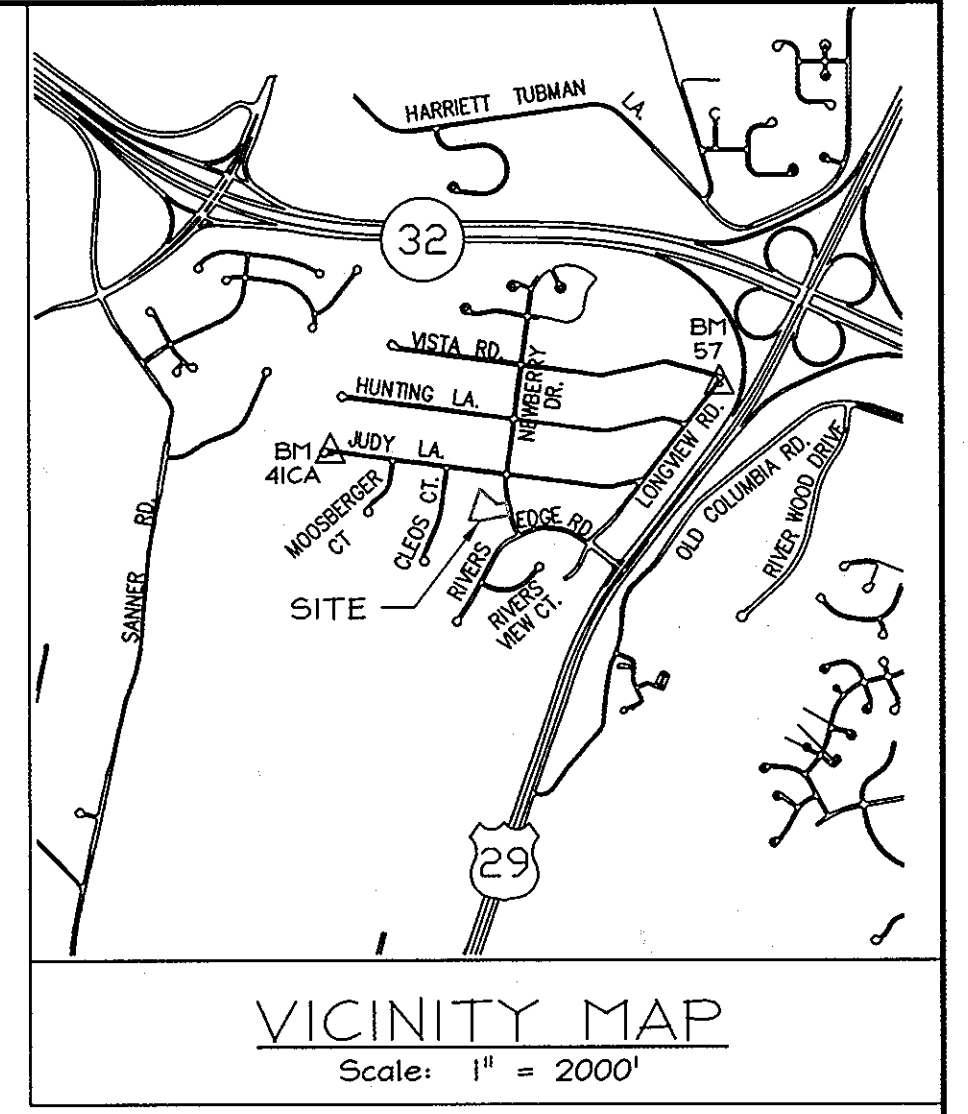 HARRIETT TUBMAN LA.
32
BM
57
VISTA RD.
NEWBERRY
DR.
HUNTING LA.
LONGVIEW RD.
BM
41CA
JUDY LA.
OLD COLUMBIA RD.
RIVER WOOD DRIVE
MOOSBERGER
CT
CLEOS CT.
RIVERS EDGE RD.
SANNER RD.
SITE
RIVERS
VIEW CT.
29
VICINITY MAP
Scale: 1" = 2000'